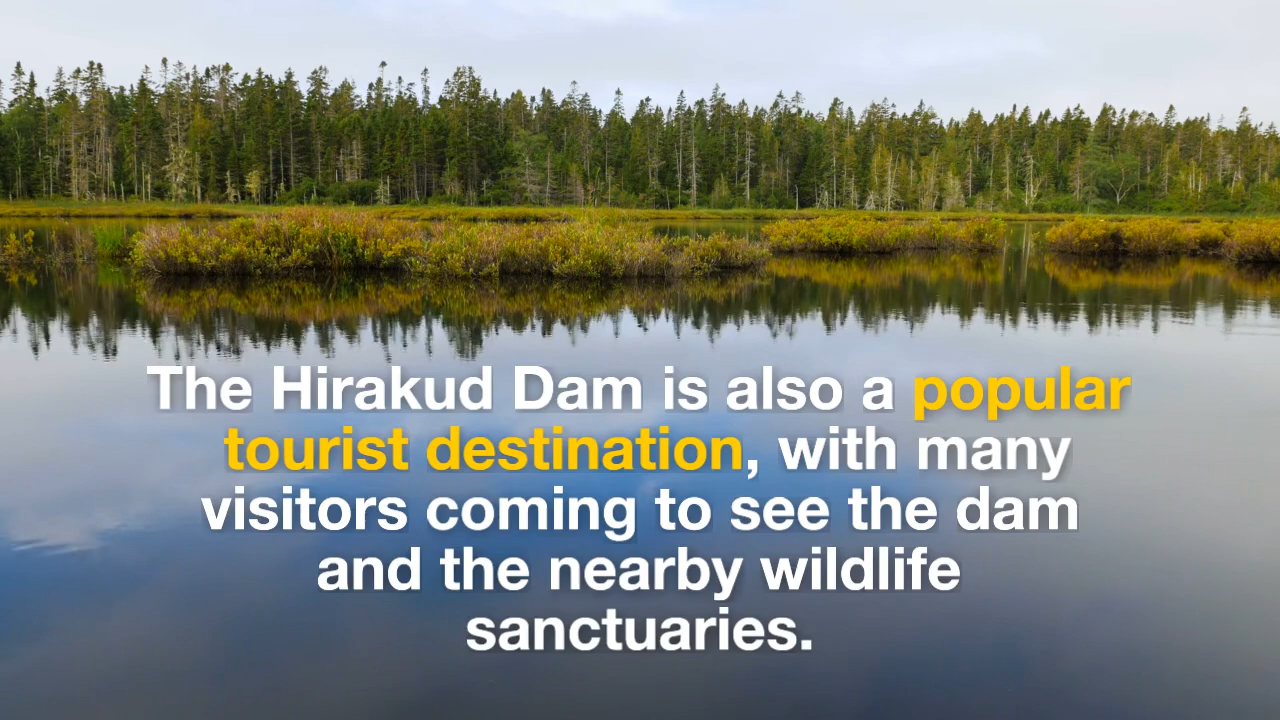 The Hirakud Dam is also a popular
tourist destination, with many
visitors coming to see the dam
and the nearby wildlife
sanctuaries.